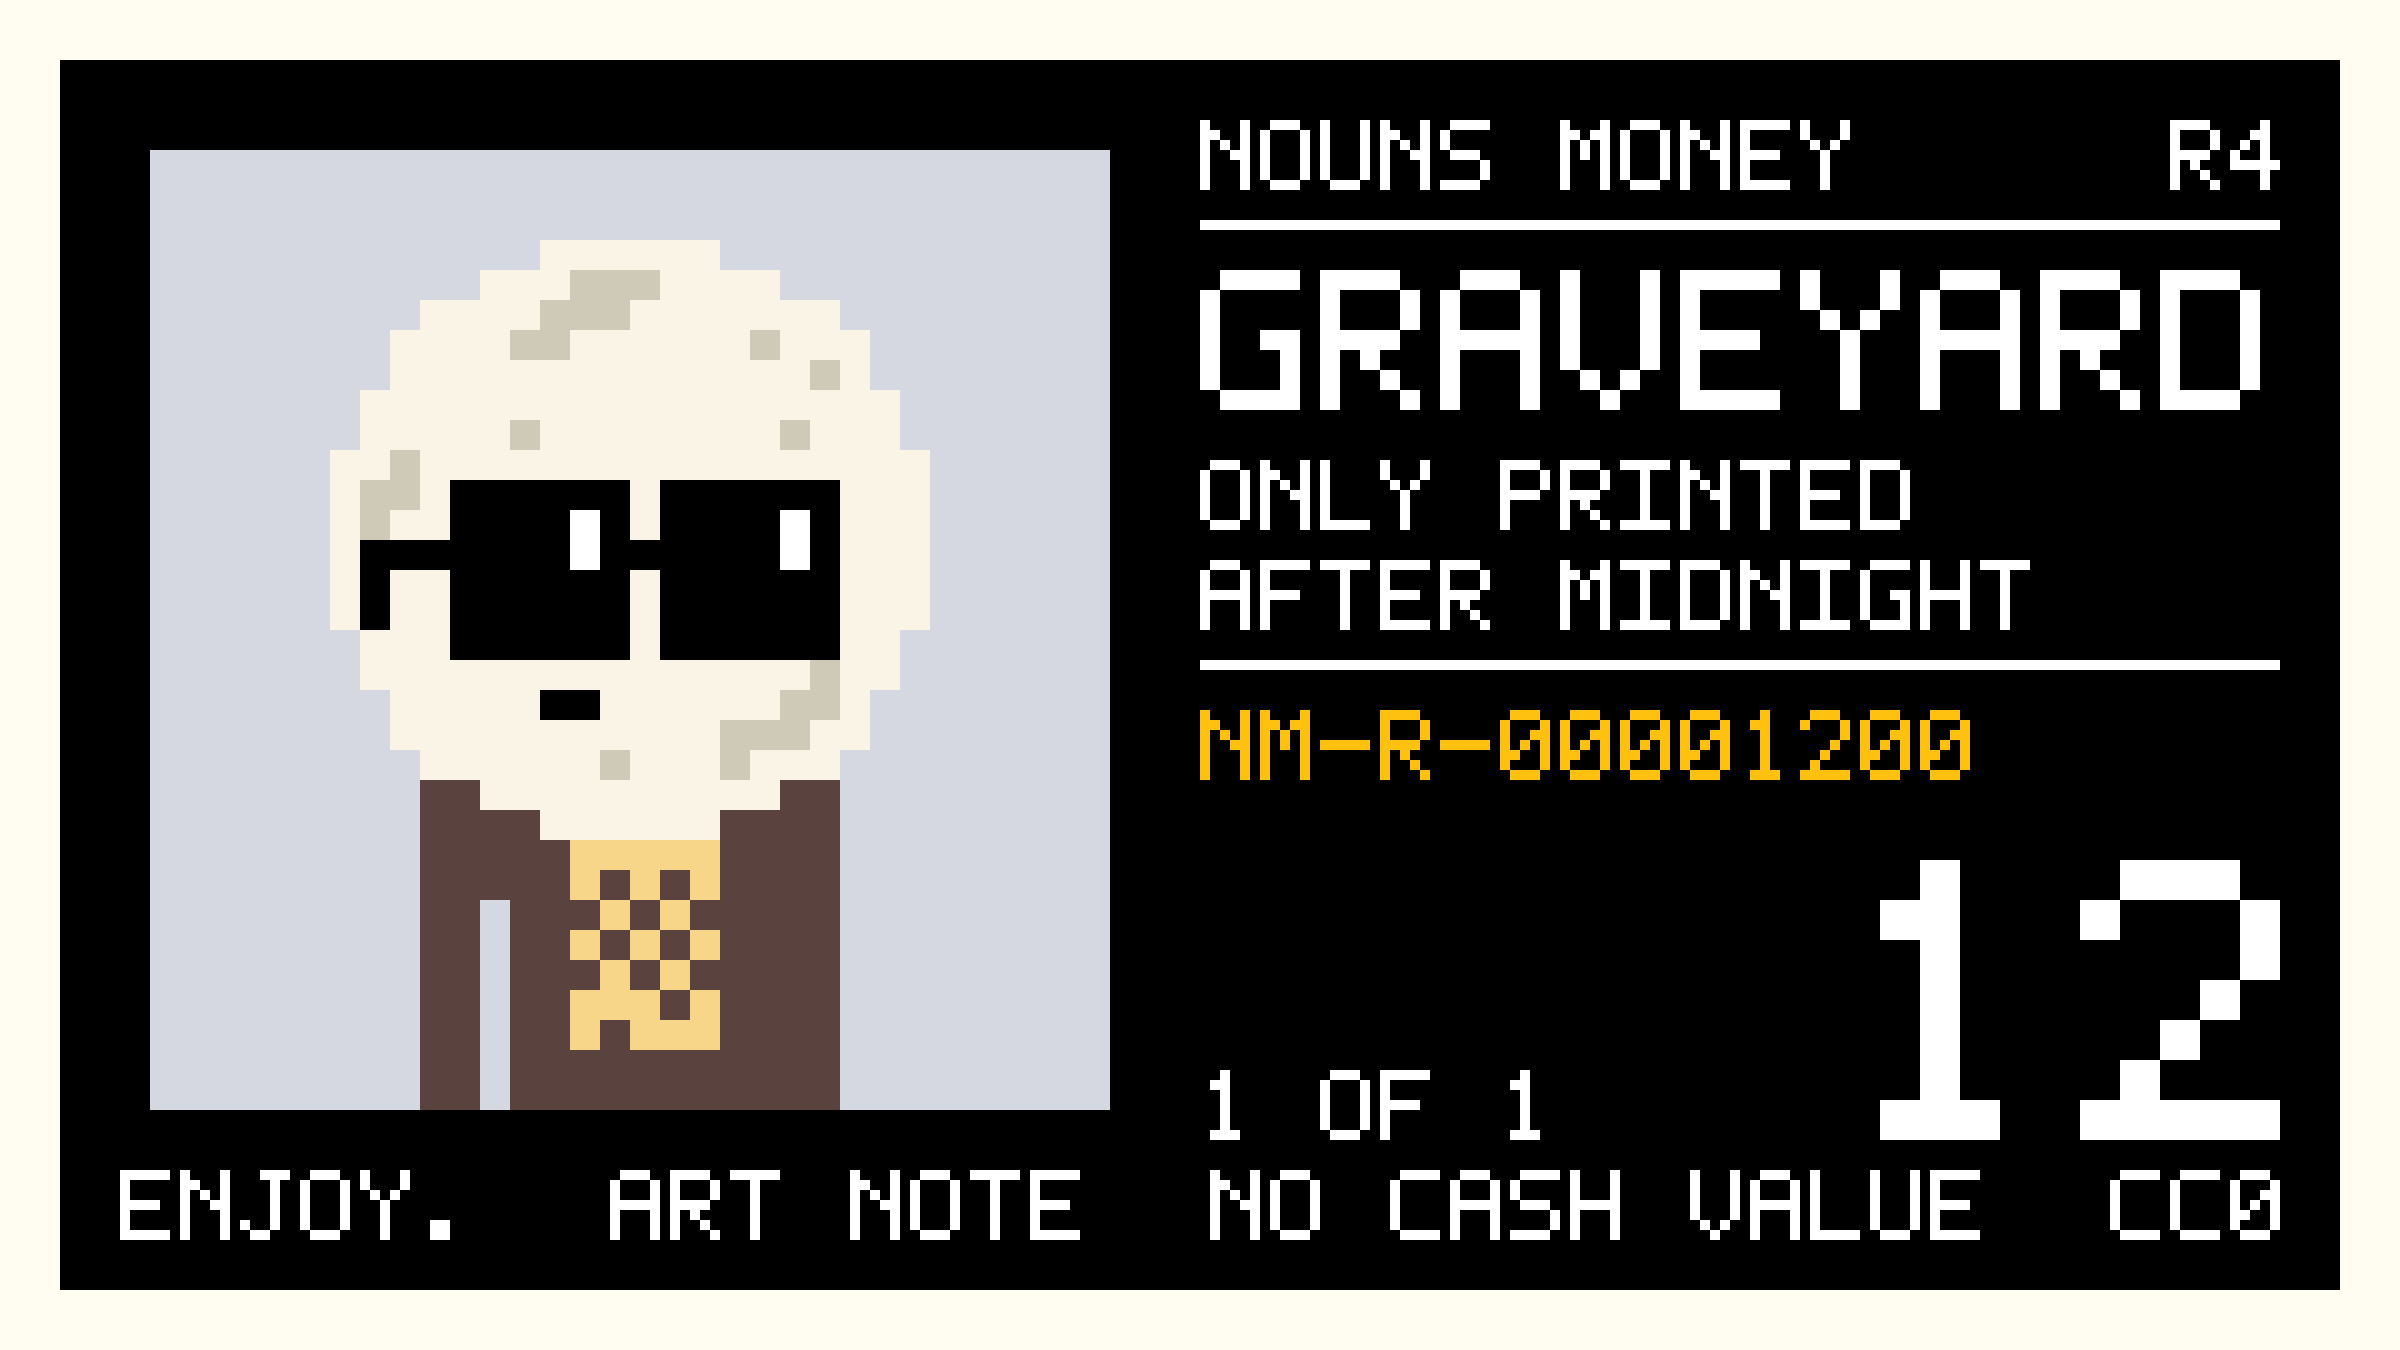 NOUNS MONEY R4
GRAVEYARD
ONLY PRINTED
AFTER MIDNIGHT
NM-R-00001200
12
1 OF 1
ENJOY. ART NOTE NO CASH VALUE CC0